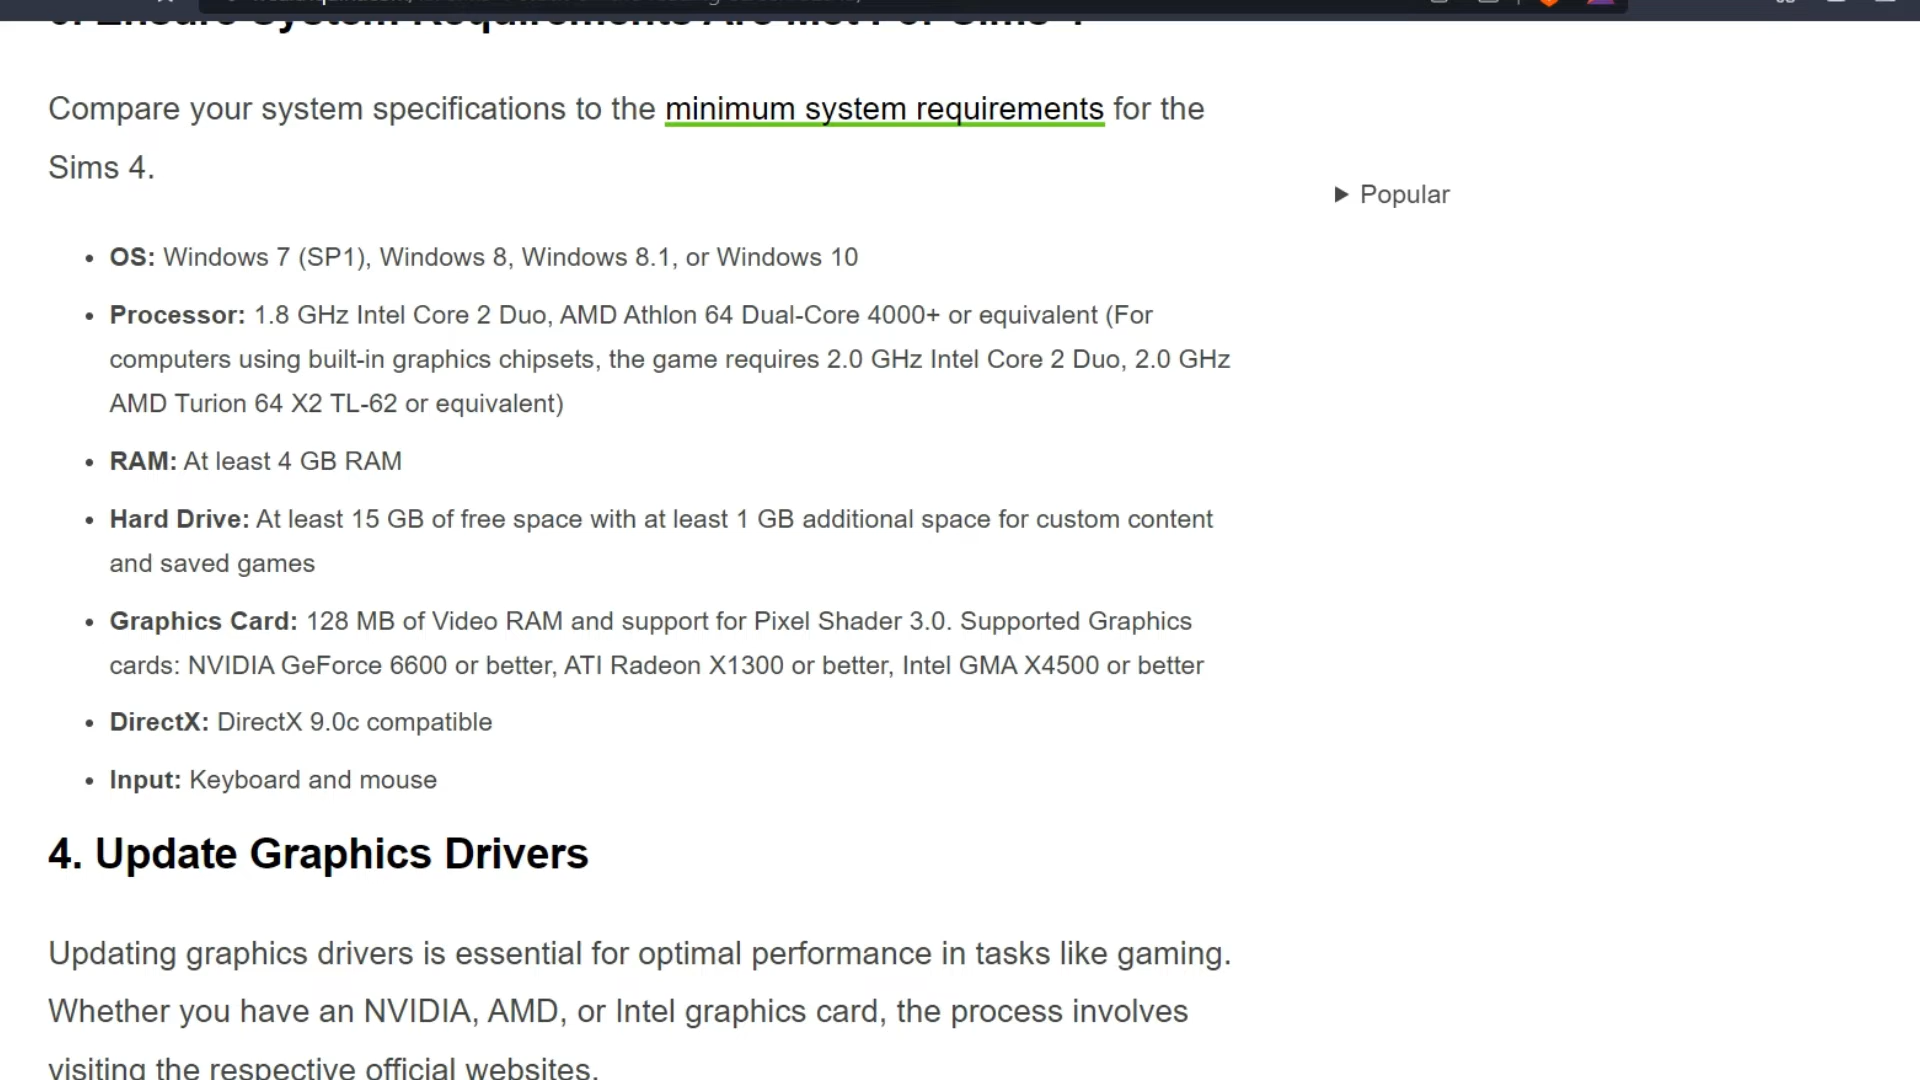 Ensure System Requirements Are Met For Sims 4
Compare your system specifications to the minimum system requirements for the
Sims 4.
▶ Popular
• OS: Windows 7 (SP1), Windows 8, Windows 8.1, or Windows 10
• Processor: 1.8 GHz Intel Core 2 Duo, AMD Athlon 64 Dual-Core 4000+ or equivalent (For
computers using built-in graphics chipsets, the game requires 2.0 GHz Intel Core 2 Duo, 2.0 GHz
AMD Turion 64 X2 TL-62 or equivalent)
• RAM: At least 4 GB RAM
• Hard Drive: At least 15 GB of free space with at least 1 GB additional space for custom content
and saved games
• Graphics Card: 128 MB of Video RAM and support for Pixel Shader 3.0. Supported Graphics
cards: NVIDIA GeForce 6600 or better, ATI Radeon X1300 or better, Intel GMA X4500 or better
• DirectX: DirectX 9.0c compatible
• Input: Keyboard and mouse
4. Update Graphics Drivers
Updating graphics drivers is essential for optimal performance in tasks like gaming.
Whether you have an NVIDIA, AMD, or Intel graphics card, the process involves
visiting the respective official websites.